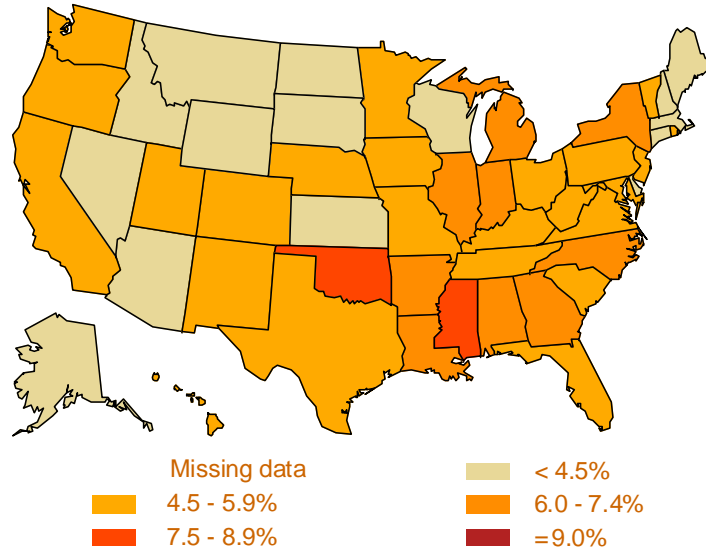 Missing data
< 4.5%
4.5 - 5.9%
6.0 - 7.4%
7.5 - 8.9%
=9.0%